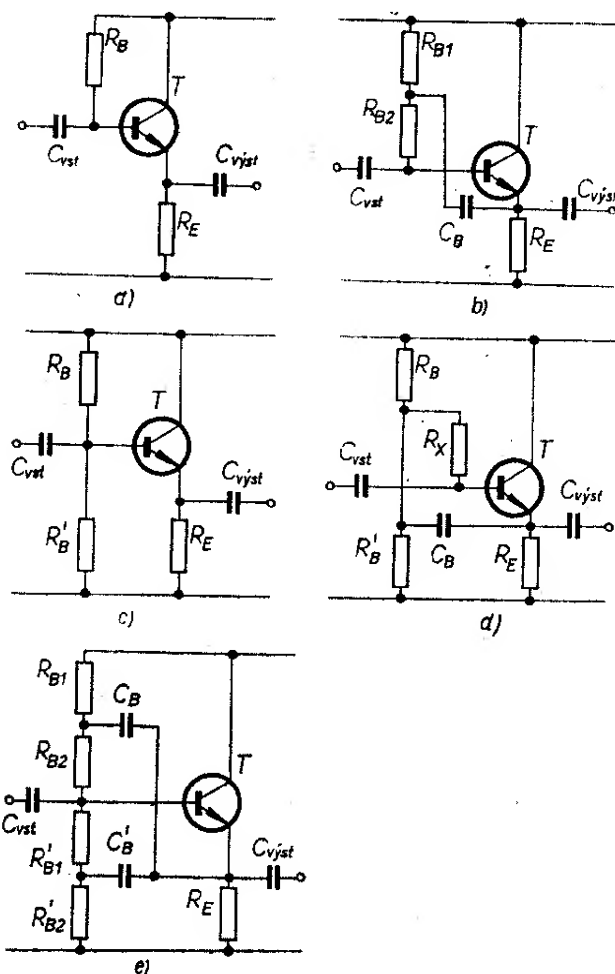 R_B
T
C_vst
C_výst
R_E
a)
R_B1
R_B2
T
C_vst
C_B
R_E
C_výst
b)
R_B
T
C_vst
C_výst
R'_B
R_E
c)
R_B
R_X
T
C_vst
C_výst
R'_B
C_B
R_E
d)
R_B1
C_B
R_B2
T
C_vst
R'_B1
C'_B
C_výst
R'_B2
R_E
e)